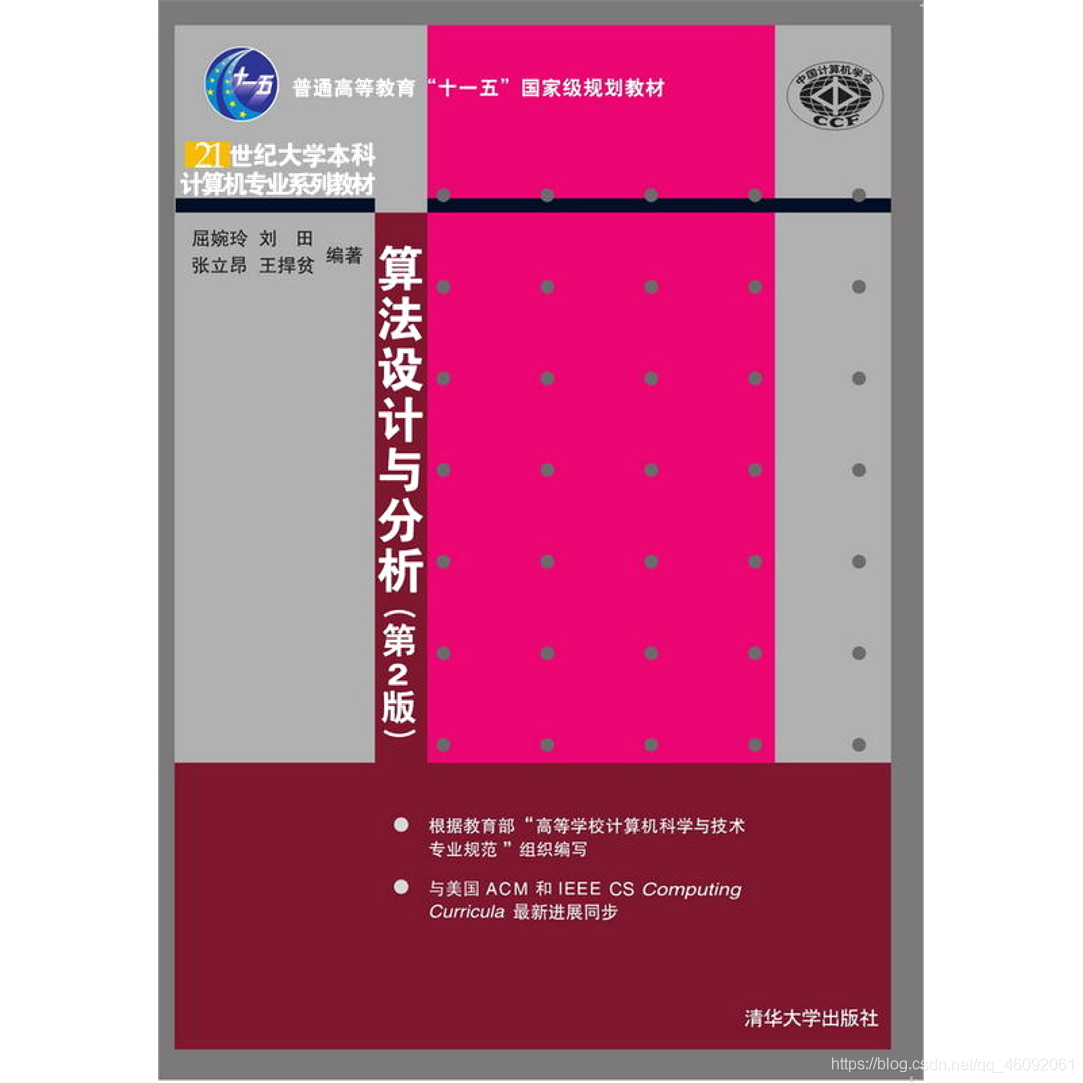 十一五
普通高等教育“十一五”国家级规划教材
中国计算机学会
CCF
21世纪大学本科
计算机专业系列教材
屈婉玲 刘 田
张立昂 王捍贫
编著
算法设计与分析(第2版)
根据教育部“高等学校计算机科学与技术
专业规范”组织编写
与美国 ACM 和 IEEE CS Computing
Curricula 最新进展同步
清华大学出版社
https://blog.csdn.net/qq_46092061